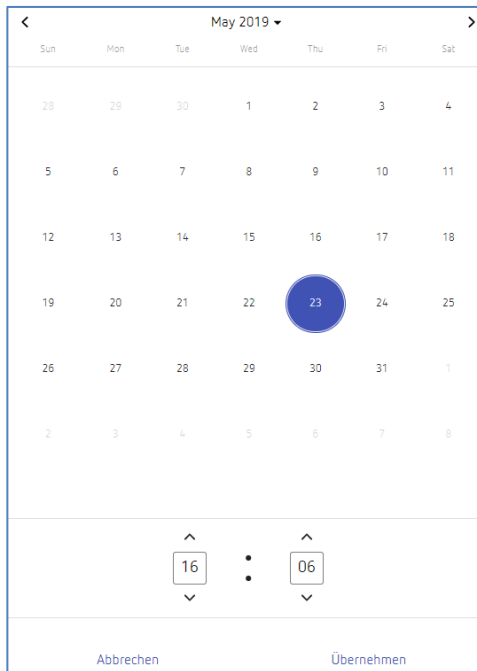 May 2019
Sun Mon Tue Wed Thu Fri Sat
28 29 30 1 2 3 4
5 6 7 8 9 10 11
12 13 14 15 16 17 18
19 20 21 22 23 24 25
26 27 28 29 30 31 1
2 3 4 5 6 7 8
16 : 06
Abbrechen Übernehmen